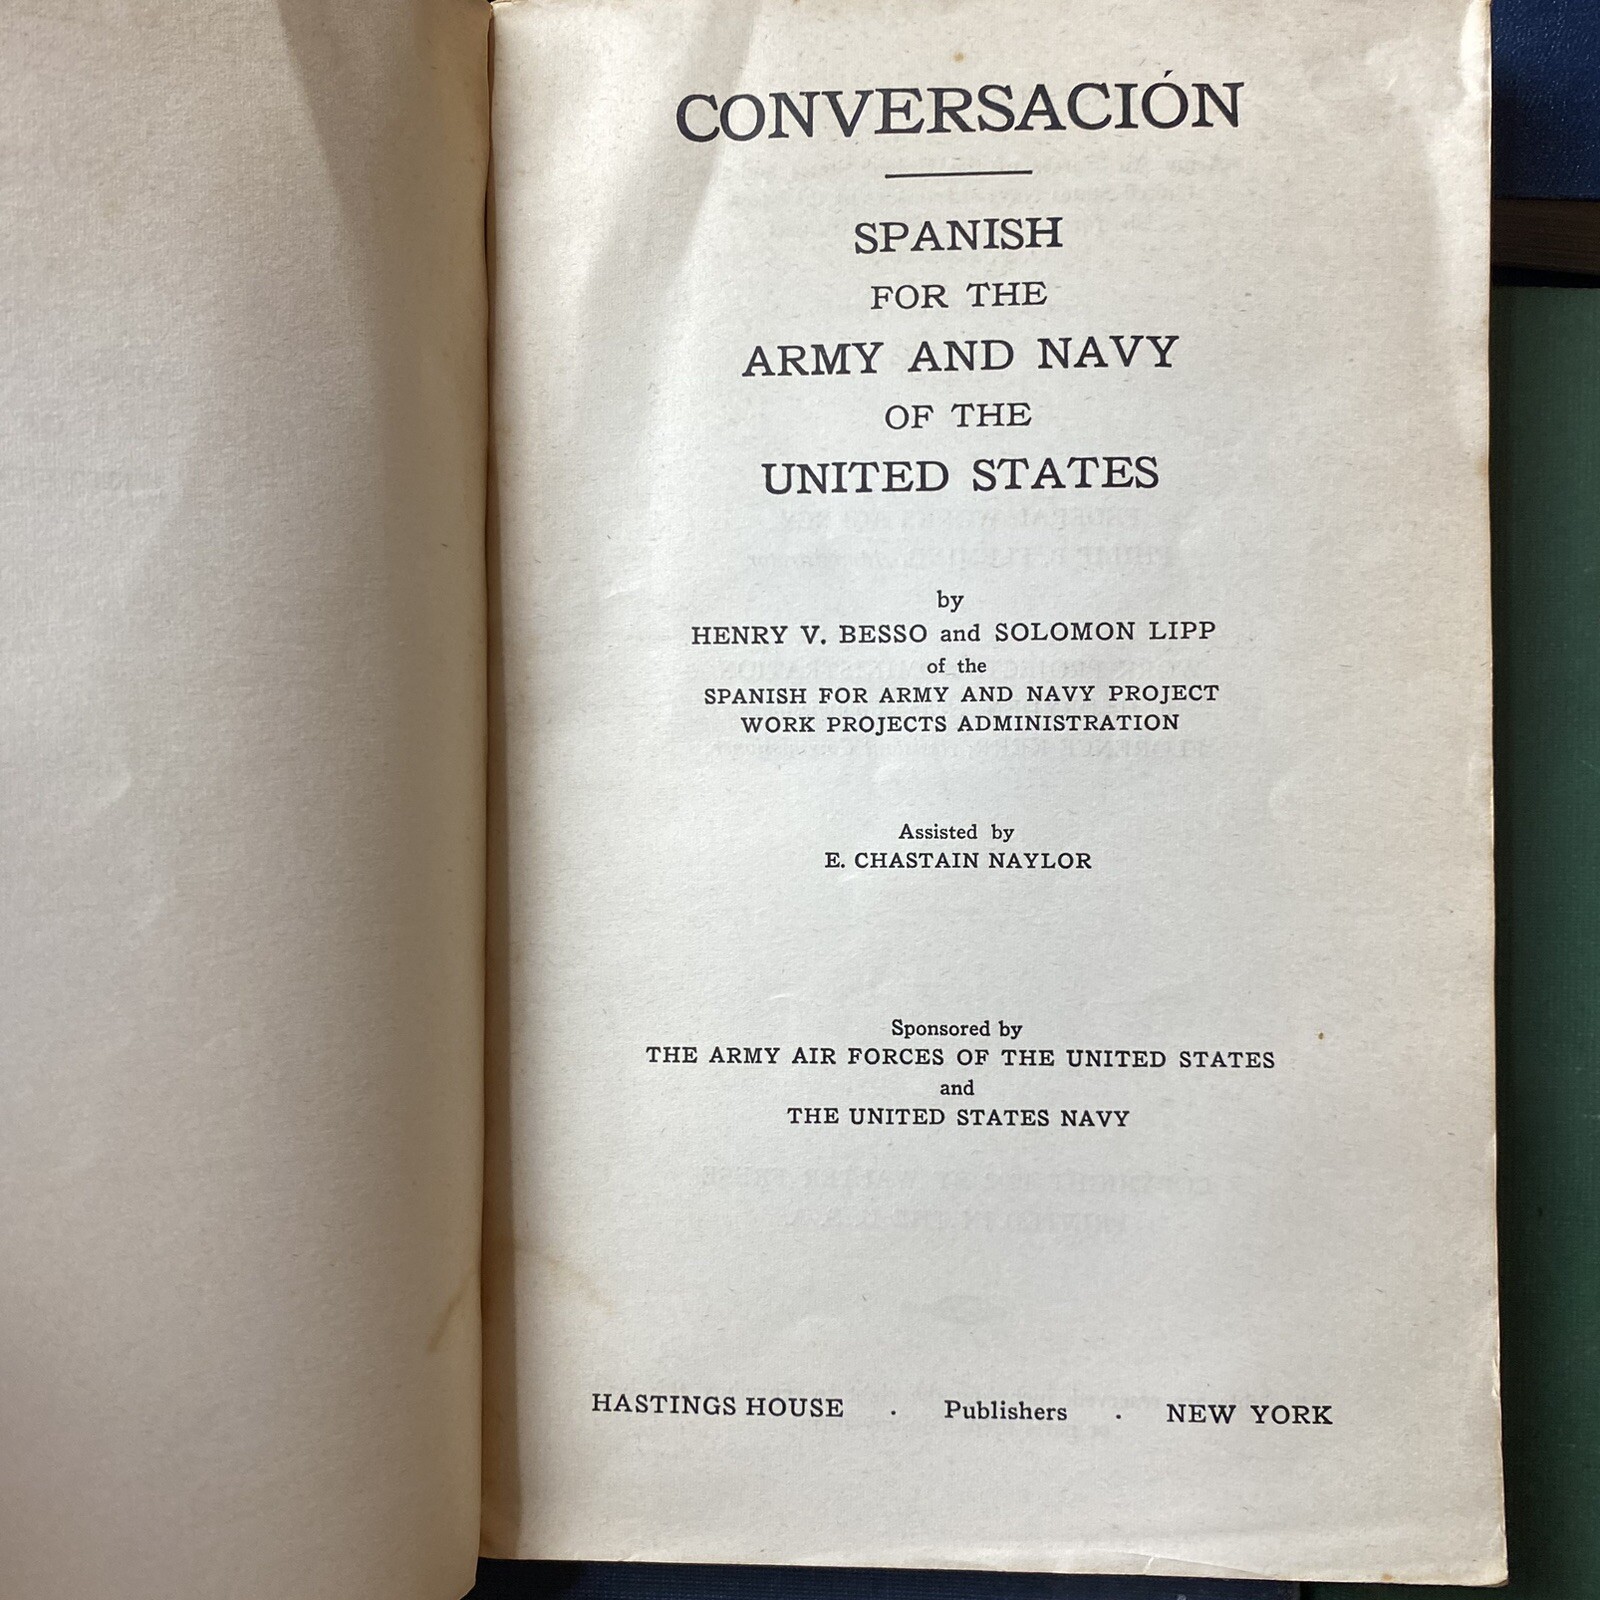 CONVERSACIÓN
SPANISH
FOR THE
ARMY AND NAVY
OF THE
UNITED STATES
by
HENRY V. BESSO and SOLOMON LIPP
of the
SPANISH FOR ARMY AND NAVY PROJECT
WORK PROJECTS ADMINISTRATION
Assisted by
E. CHASTAIN NAYLOR
Sponsored by
THE ARMY AIR FORCES OF THE UNITED STATES
and
THE UNITED STATES NAVY
HASTINGS HOUSE · Publishers · NEW YORK